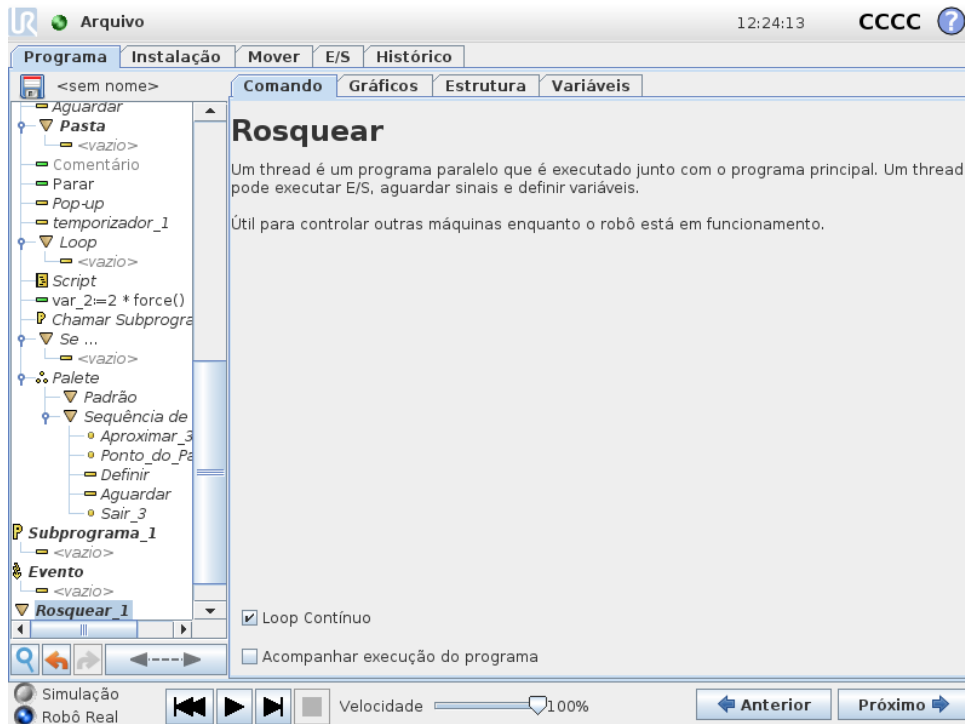 UR Arquivo 12:24:13 CCCC ?
Programa Instalação Mover E/S Histórico
<sem nome> Comando Gráficos Estrutura Variáveis
Aguardar
Pasta
<vazio>
Comentário
Parar
Pop-up
temporizador_1
Loop
<vazio>
Script
var_2:=2 * force()
Chamar Subprogra
Se ...
<vazio>
Palete
Padrão
Sequência de
Aproximar_3
Ponto_do_Pa
Definir
Aguardar
Sair_3
Subprograma_1
<vazio>
Evento
<vazio>
Rosquear_1
Rosquear
Um thread é um programa paralelo que é executado junto com o programa principal. Um thread
pode executar E/S, aguardar sinais e definir variáveis.
Útil para controlar outras máquinas enquanto o robô está em funcionamento.
Loop Contínuo
Acompanhar execução do programa
Simulação
Robô Real
Velocidade 100%
Anterior Próximo